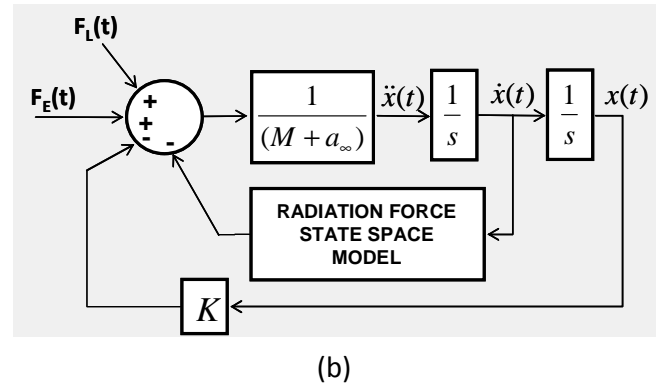 F_L(t)
F_E(t)
+
+
-
-
1
(M + a_∞)
ẍ(t)
1
s
ẋ(t)
1
s
x(t)
RADIATION FORCE
STATE SPACE
MODEL
K
(b)